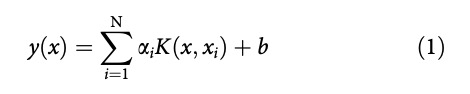 y(x) = ∑_{i=1}^{N} α_i K(x, x_i) + b (1)